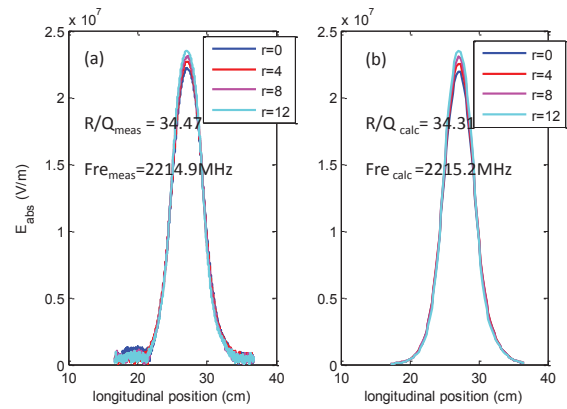 x 10^7
x 10^7
(a)
r=0
r=4
r=8
r=12
(b)
r=0
r=4
r=8
r=12
R/Q_meas = 34.47
R/Q_calc = 34.31
Fre_meas=2214.9MHz
Fre_calc=2215.2MHz
E_abs (V/m)
2.5
2
1.5
1
0.5
0
2.5
2
1.5
1
0.5
0
10 20 30 40
10 20 30 40
longitudinal position (cm)
longitudinal position (cm)